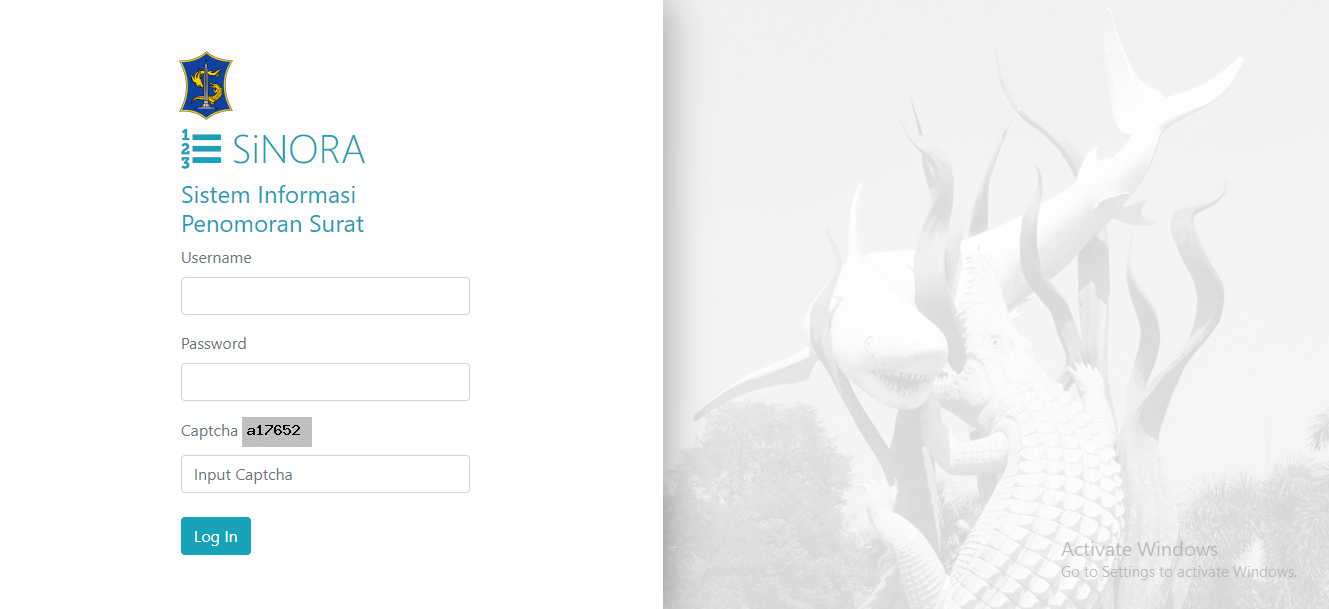 1
2
3
SiNORA
Sistem Informasi
Penomoran Surat
Username
Password
Captcha a17652
Input Captcha
Log In
Activate Windows
Go to Settings to activate Windows.